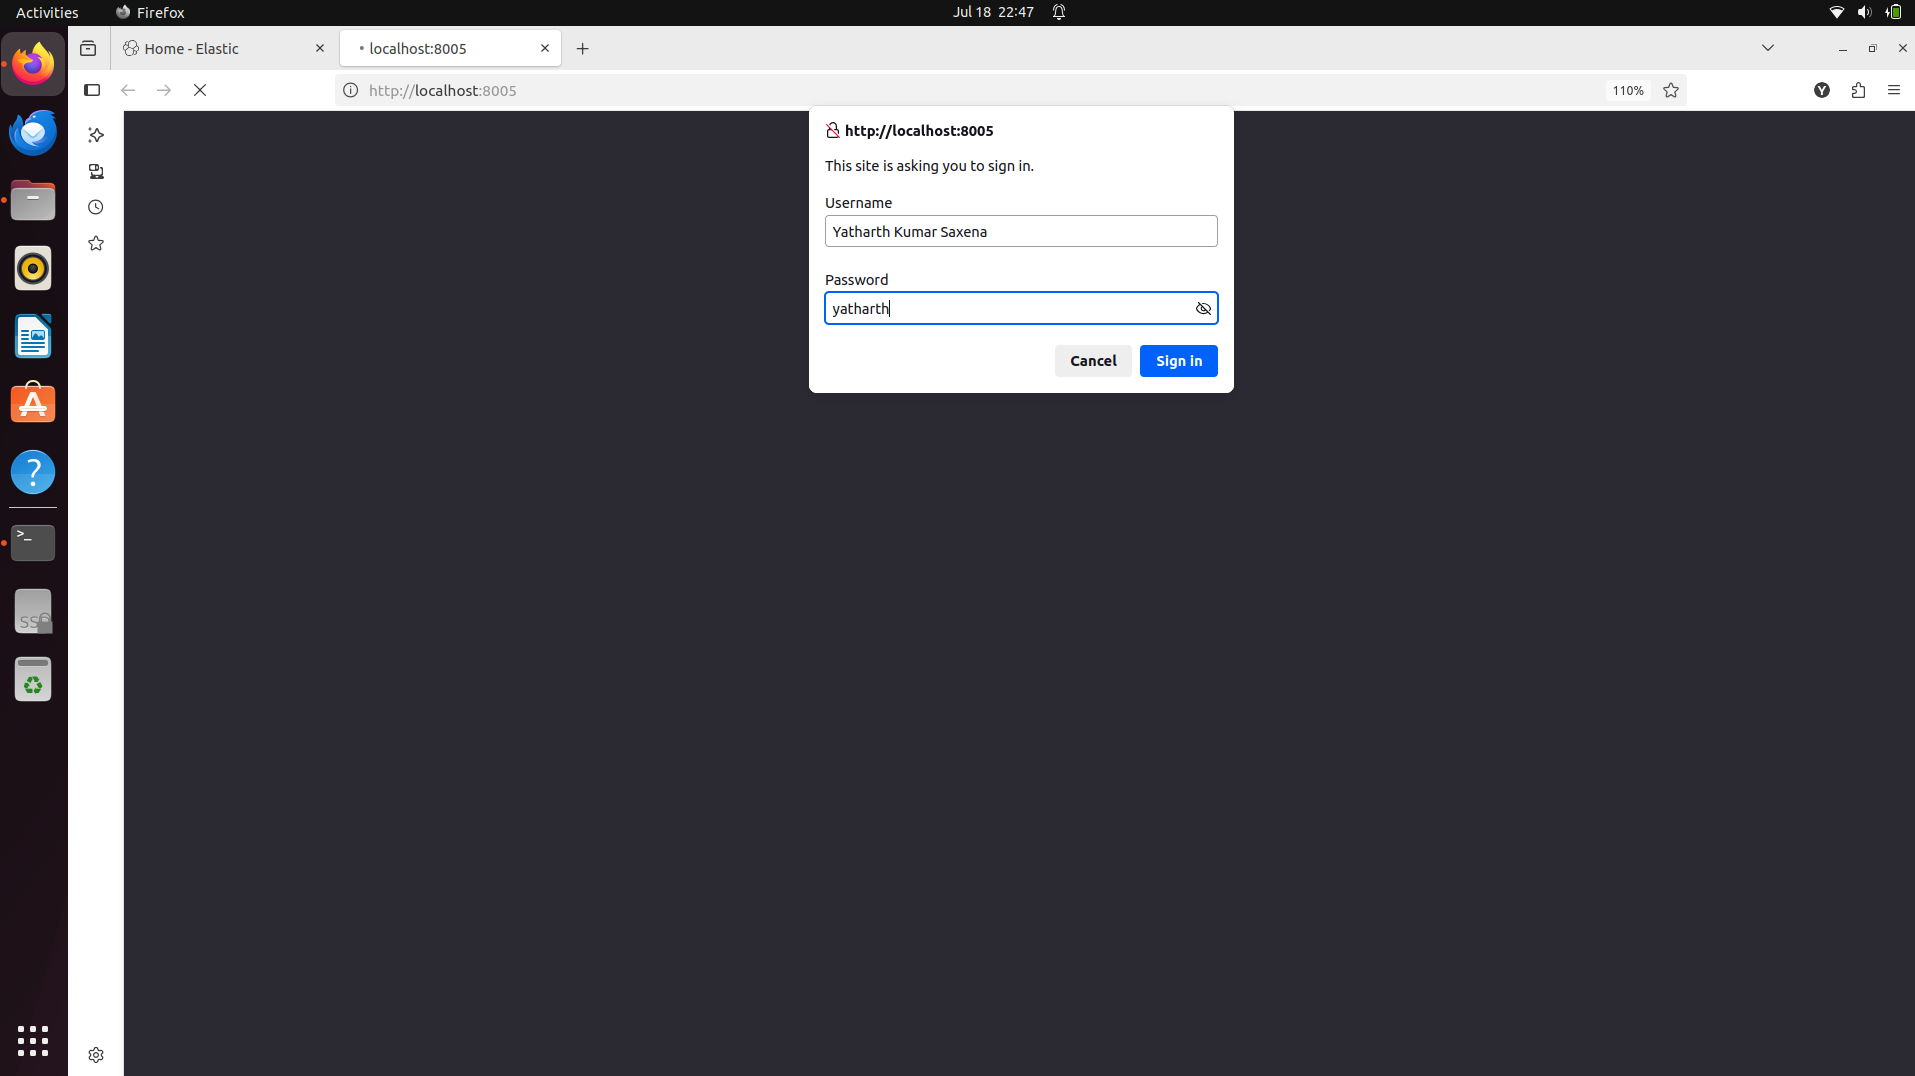 Activities Firefox Jul 18 22:47
Home - Elastic localhost:8005
http://localhost:8005 110% Y
http://localhost:8005
This site is asking you to sign in.
Username
Yatharth Kumar Saxena
Password
yatharth
Cancel Sign in
?
>_
SS